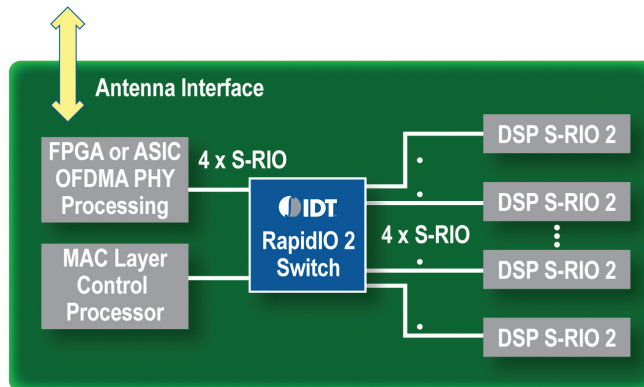 Antenna Interface
FPGA or ASIC
OFDMA PHY
Processing
4 x S-RIO
MAC Layer
Control
Processor
IDT
RapidIO 2
Switch
4 x S-RIO
DSP S-RIO 2
DSP S-RIO 2
DSP S-RIO 2
DSP S-RIO 2